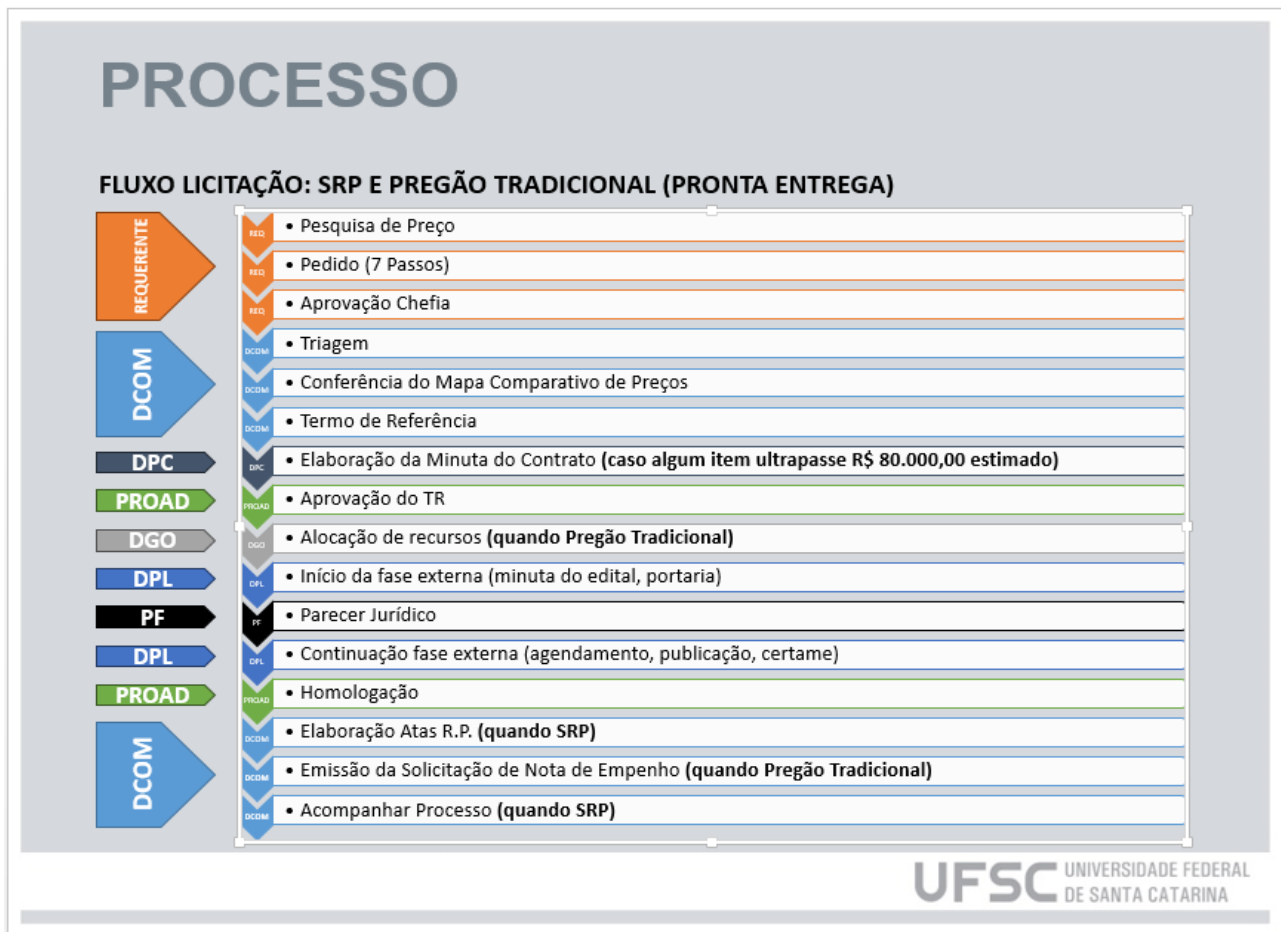 PROCESSO
FLUXO LICITAÇÃO: SRP E PREGÃO TRADICIONAL (PRONTA ENTREGA)
REQUERENTE
REQ • Pesquisa de Preço
REQ • Pedido (7 Passos)
REQ • Aprovação Chefia
DCOM
DCOM • Triagem
DCOM • Conferência do Mapa Comparativo de Preços
DCOM • Termo de Referência
DPC DPC • Elaboração da Minuta do Contrato (caso algum item ultrapasse R$ 80.000,00 estimado)
PROAD PROAD • Aprovação do TR
DGO DGO • Alocação de recursos (quando Pregão Tradicional)
DPL DPL • Início da fase externa (minuta do edital, portaria)
PF PF • Parecer Jurídico
DPL DPL • Continuação fase externa (agendamento, publicação, certame)
PROAD PROAD • Homologação
DCOM
DCOM • Elaboração Atas R.P. (quando SRP)
DCOM • Emissão da Solicitação de Nota de Empenho (quando Pregão Tradicional)
DCOM • Acompanhar Processo (quando SRP)
UFSC UNIVERSIDADE FEDERAL
DE SANTA CATARINA